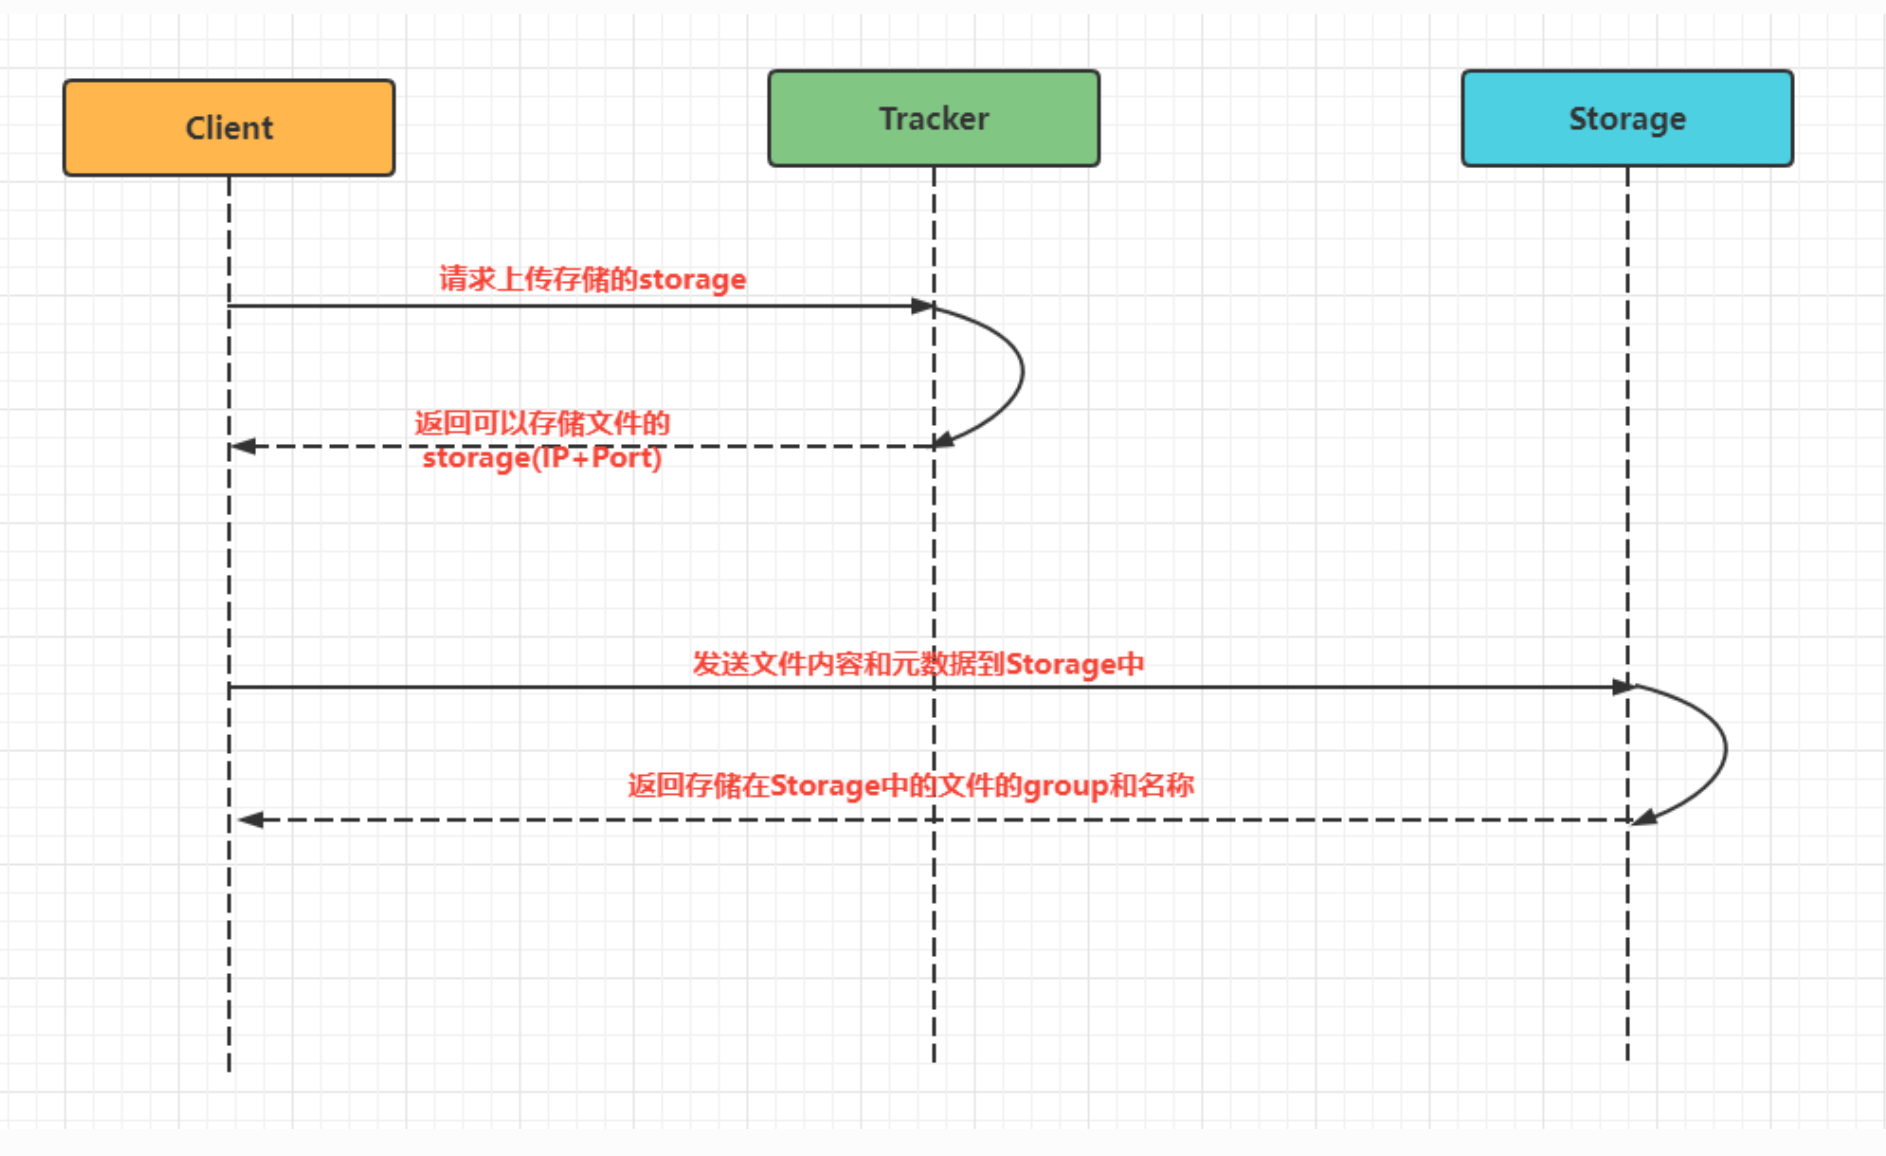 Client
Tracker
Storage
请求上传存储的storage
返回可以存储文件的
storage(IP+Port)
发送文件内容和元数据到Storage中
返回存储在Storage中的文件的group和名称